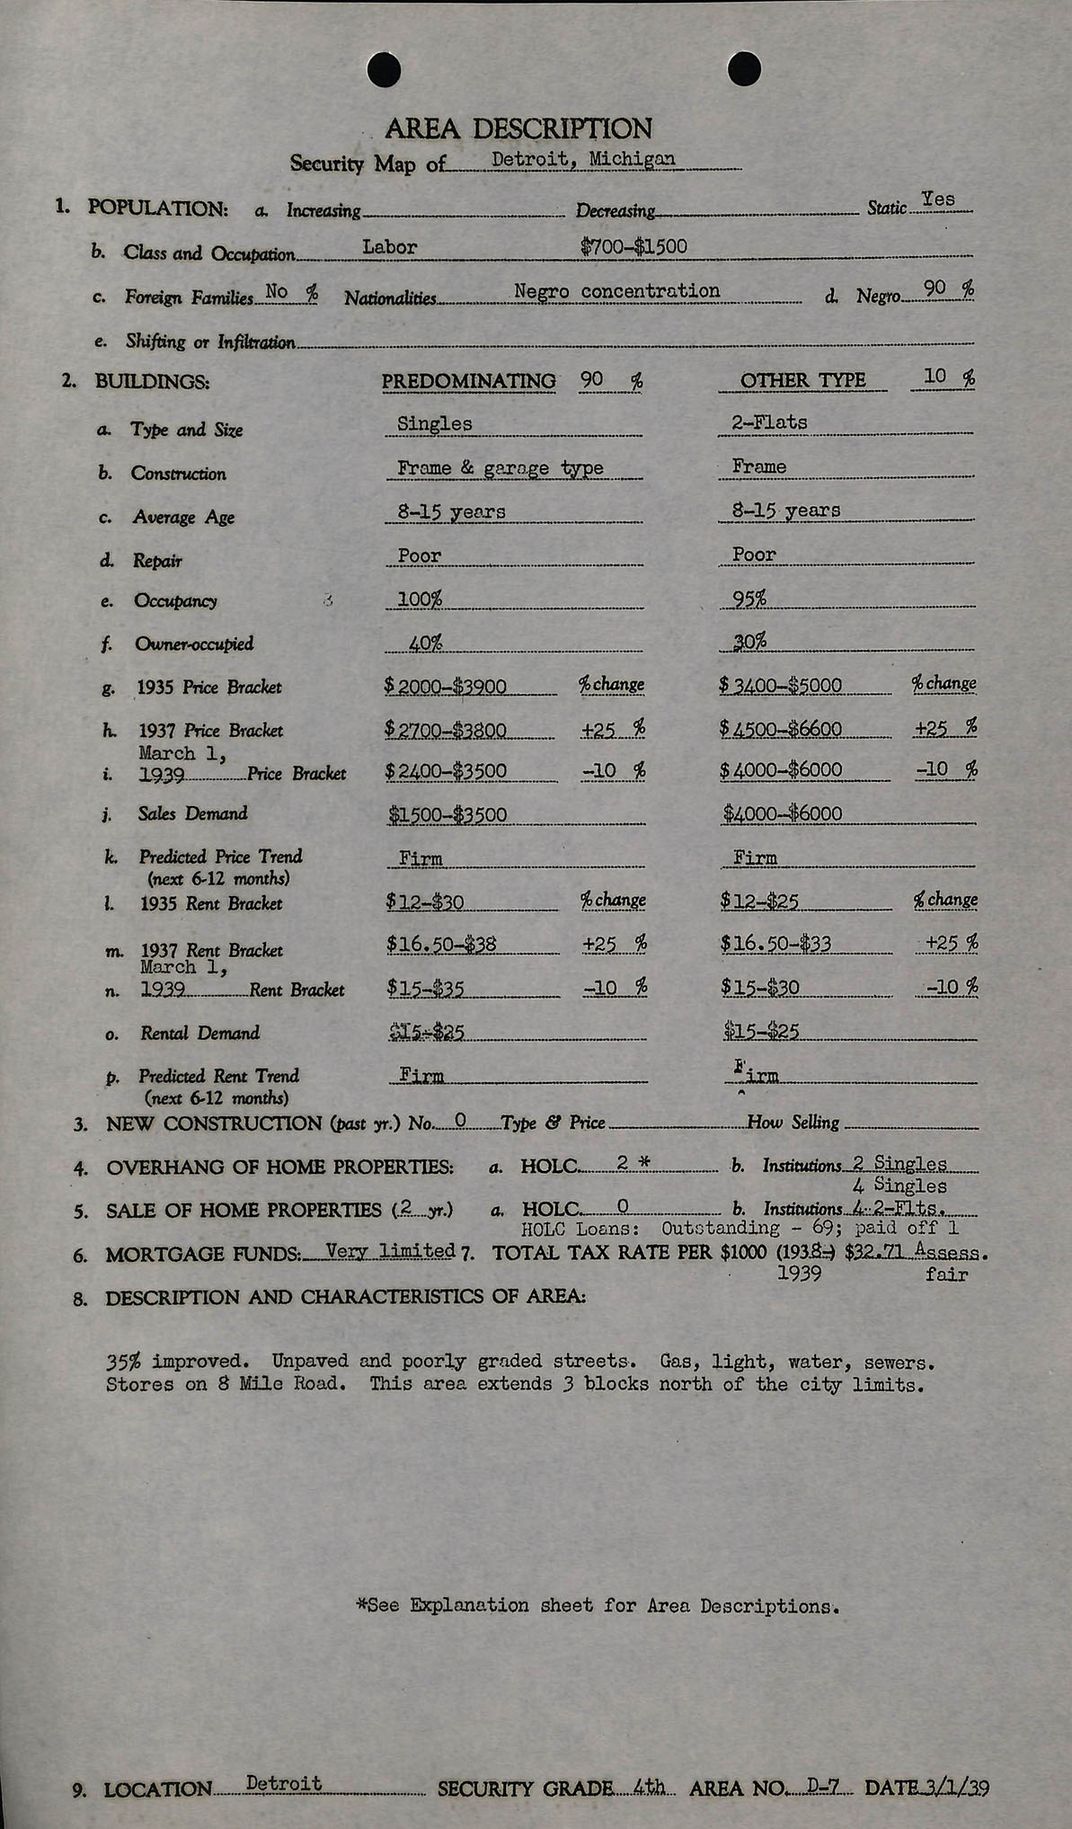 AREA DESCRIPTION
Security Map of Detroit, Michigan
1. POPULATION: a. Increasing Decreasing Static Yes
b. Class and Occupation Labor $700-$1500
c. Foreign Families No % Nationalities Negro concentration d. Negro 90 %
e. Shifting or Infiltration
2. BUILDINGS: PREDOMINATING 90 % OTHER TYPE 10 %
a. Type and Size Singles 2-Flats
b. Construction Frame & garage type Frame
c. Average Age 8-15 years 8-15 years
d. Repair Poor Poor
e. Occupancy 100% 95%
f. Owner-occupied 40% 30%
g. 1935 Price Bracket $2000-$3900 % change $3400-$5000 % change
h. 1937 Price Bracket $2700-$3800 +25 % $4500-$6600 +25 %
March 1,
i. 1939 Price Bracket $2400-$3500 -10 % $4000-$6000 -10 %
j. Sales Demand $1500-$3500 $4000-$6000
k. Predicted Price Trend Firm Firm
(next 6-12 months)
l. 1935 Rent Bracket $12-$30 % change $12-$25 % change
m. 1937 Rent Bracket $16.50-$38 +25 % $16.50-$33 +25 %
March 1,
n. 1939 Rent Bracket $15-$35 -10 % $15-$30 -10 %
o. Rental Demand $15-$25 $15-$25
p. Predicted Rent Trend Firm Firm
(next 6-12 months)
3. NEW CONSTRUCTION (past yr.) No. 0 Type & Price How Selling
4. OVERHANG OF HOME PROPERTIES: a. HOLC 2 * b. Institutions 2 Singles
4 Singles
5. SALE OF HOME PROPERTIES (2 yr.) a. HOLC 0 b. Institutions 4 2-Flts.
HOLC Loans: Outstanding - 69; paid off 1
6. MORTGAGE FUNDS: Very limited 7. TOTAL TAX RATE PER $1000 (1938-) $32.71 Assess.
1939 fair
8. DESCRIPTION AND CHARACTERISTICS OF AREA:
35% improved. Unpaved and poorly graded streets. Gas, light, water, sewers.
Stores on 8 Mile Road. This area extends 3 blocks north of the city limits.
*See Explanation sheet for Area Descriptions.
9. LOCATION Detroit SECURITY GRADE 4th AREA NO. D-7 DATE 3/1/39